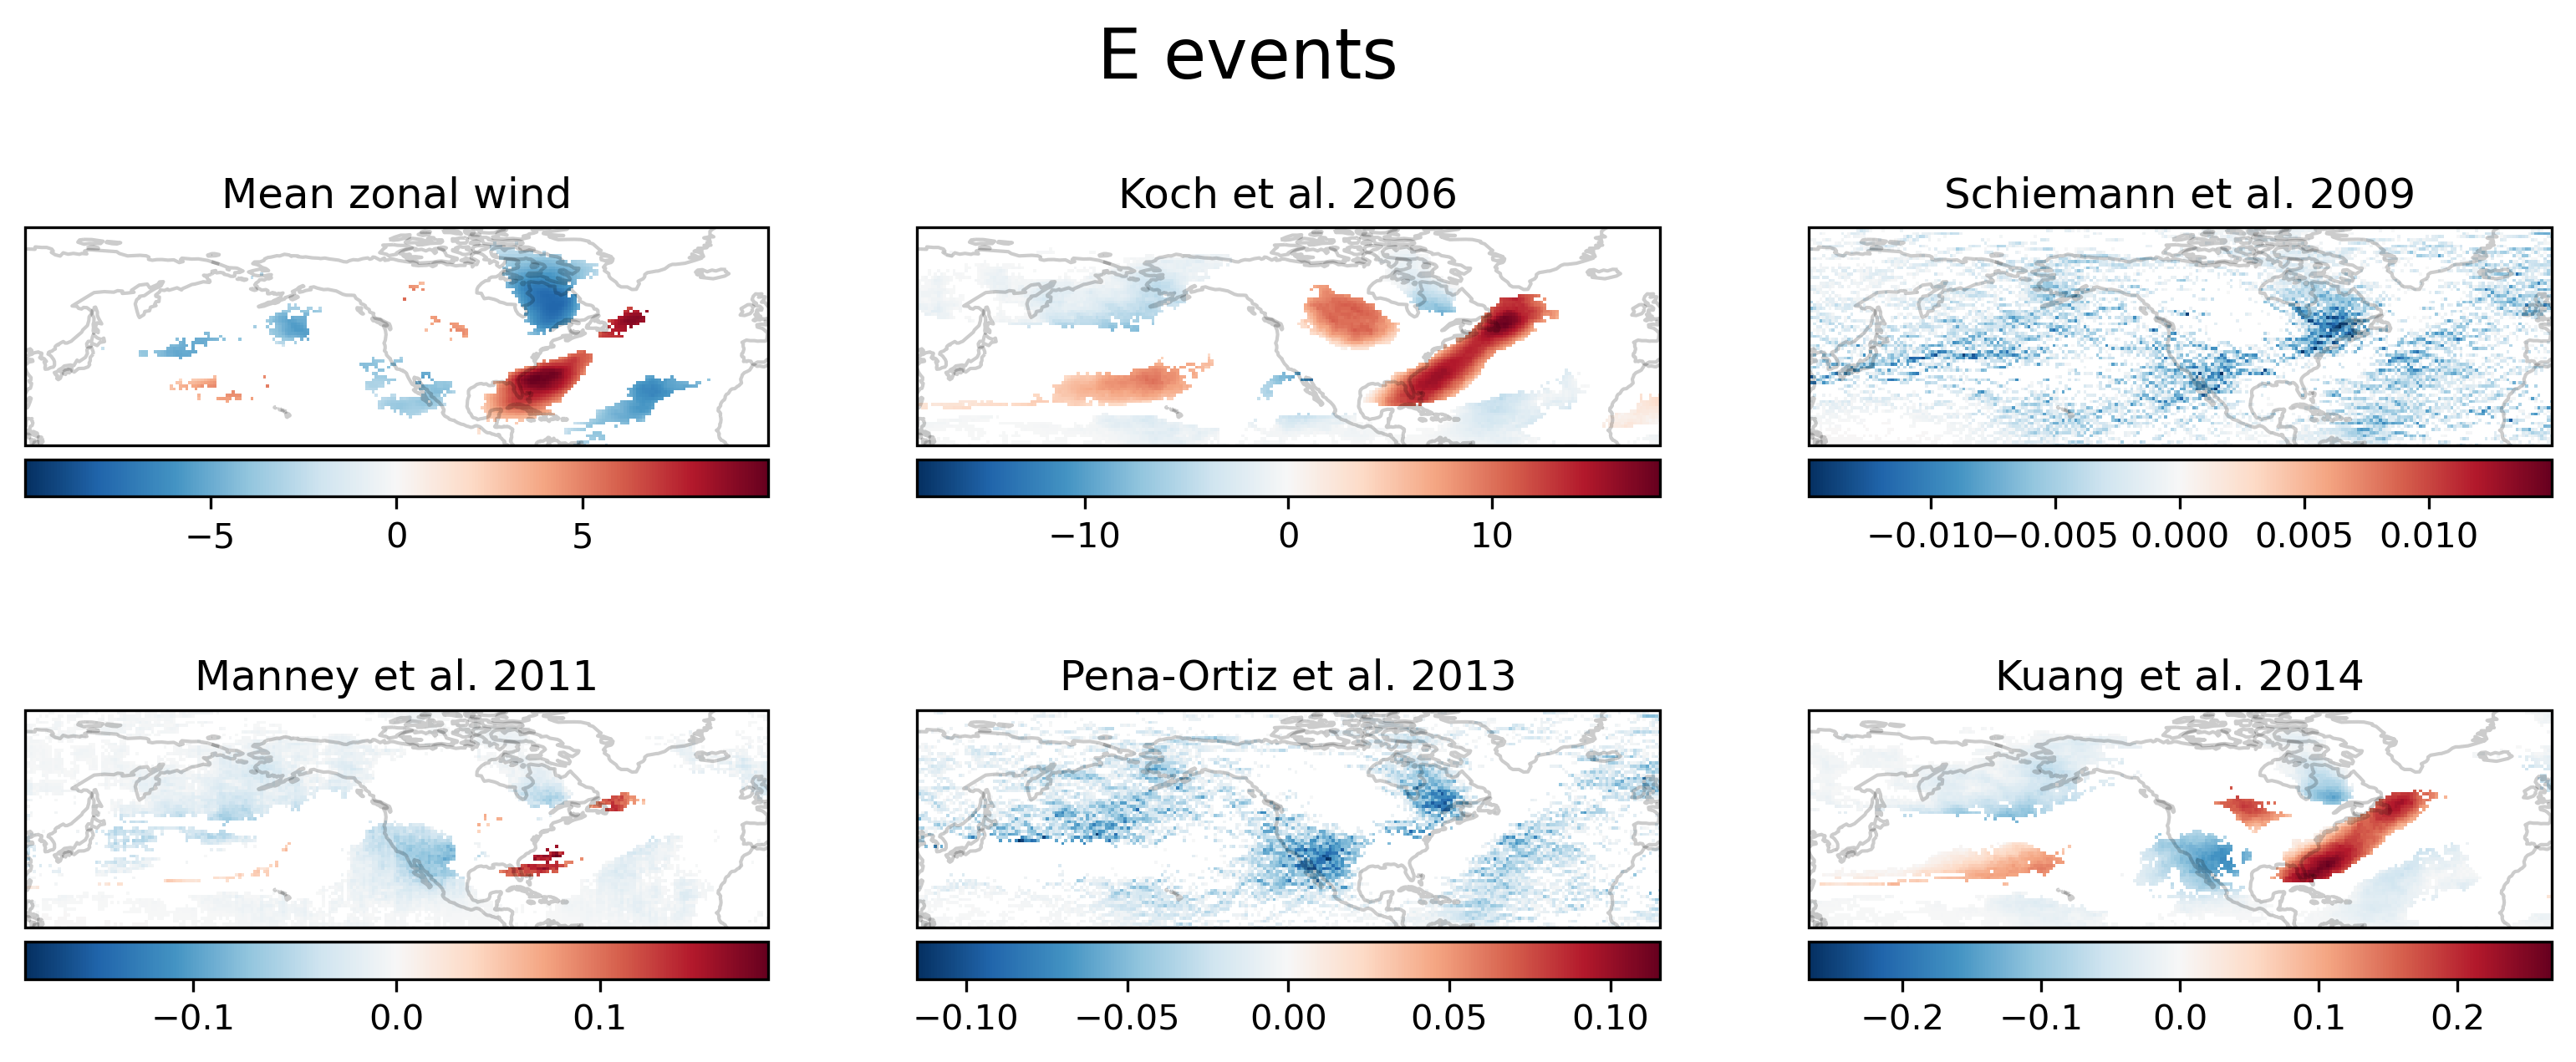 E events
Mean zonal wind
Koch et al. 2006
Schiemann et al. 2009
−5 0 5
−10 0 10
−0.010 −0.005 0.000 0.005 0.010
Manney et al. 2011
Pena-Ortiz et al. 2013
Kuang et al. 2014
−0.1 0.0 0.1
−0.10 −0.05 0.00 0.05 0.10
−0.2 −0.1 0.0 0.1 0.2